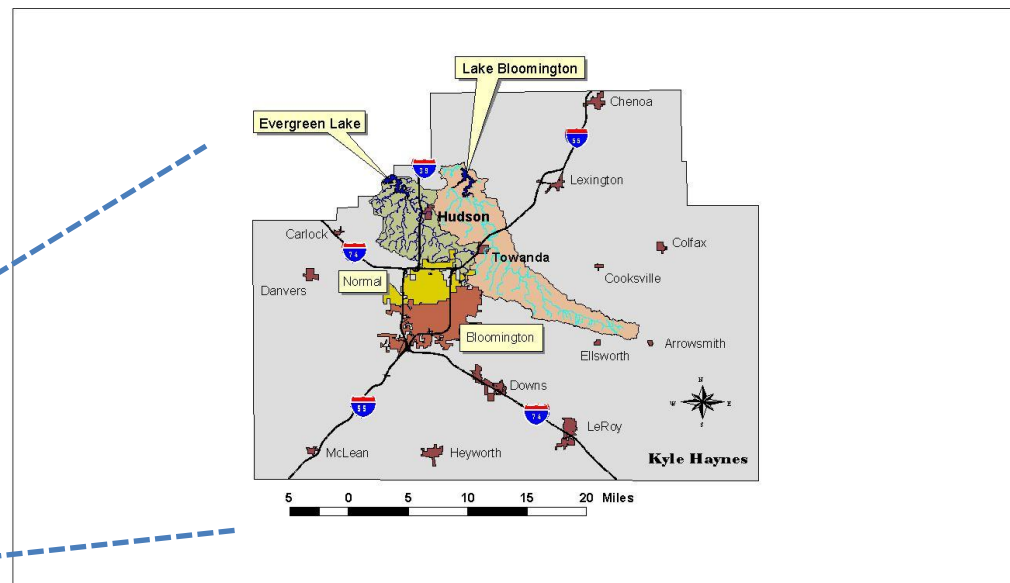 Lake Bloomington
Chenoa
Evergreen Lake
55
39
Lexington
Hudson
Carlock
74
Towanda
Colfax
Cooksville
Danvers
Normal
Bloomington
Ellsworth
Arrowsmith
Downs
N
W
E
S
55
74
LeRoy
McLean
Heyworth
Kyle Haynes
5 0 5 10 15 20 Miles